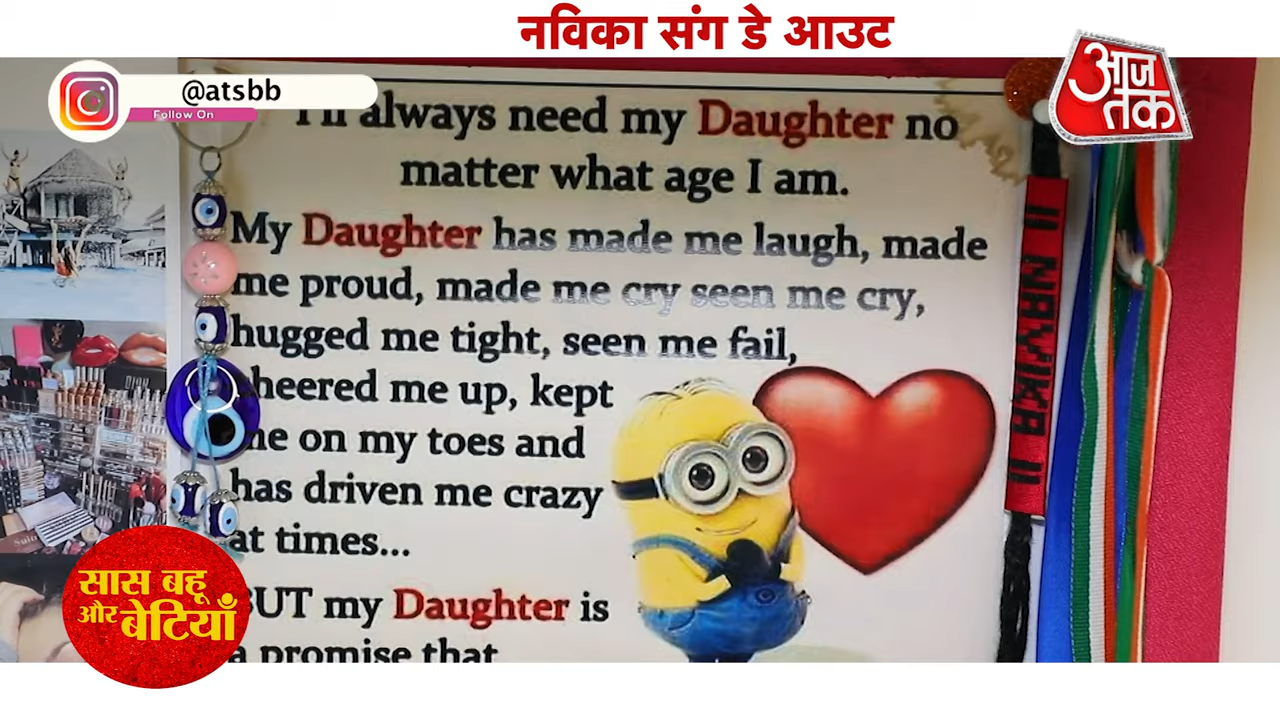 नविका संग डे आउट
आज
तक
@atsbb
Follow On
I'll always need my Daughter no
matter what age I am.
My Daughter has made me laugh, made
me proud, made me cry seen me cry,
hugged me tight, seen me fail,
cheered me up, kept
me on my toes and
has driven me crazy
at times...
BUT my Daughter is
a promise that
|| NAVYIKA ||
सास बहू
और बेटियाँ